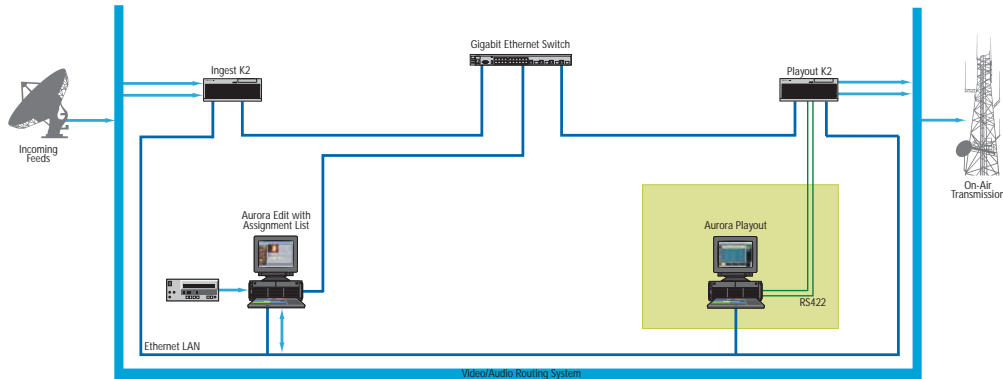 Gigabit Ethernet Switch
Ingest K2
Playout K2
Incoming
Feeds
On-Air
Transmission
Aurora Edit with
Assignment List
Aurora Playout
RS422
Ethernet LAN
Video/Audio Routing System